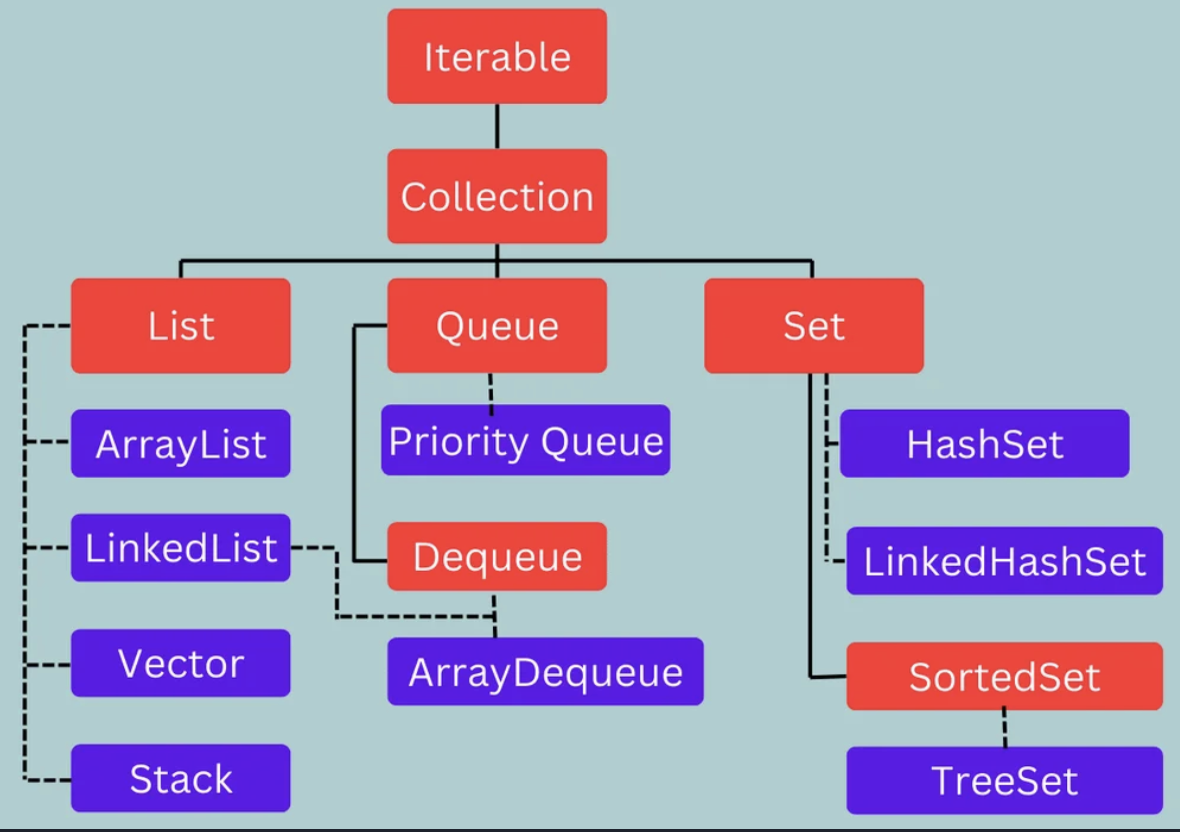 Iterable
Collection
List
Queue
Set
ArrayList
Priority Queue
HashSet
LinkedList
Dequeue
LinkedHashSet
Vector
ArrayDequeue
SortedSet
Stack
TreeSet